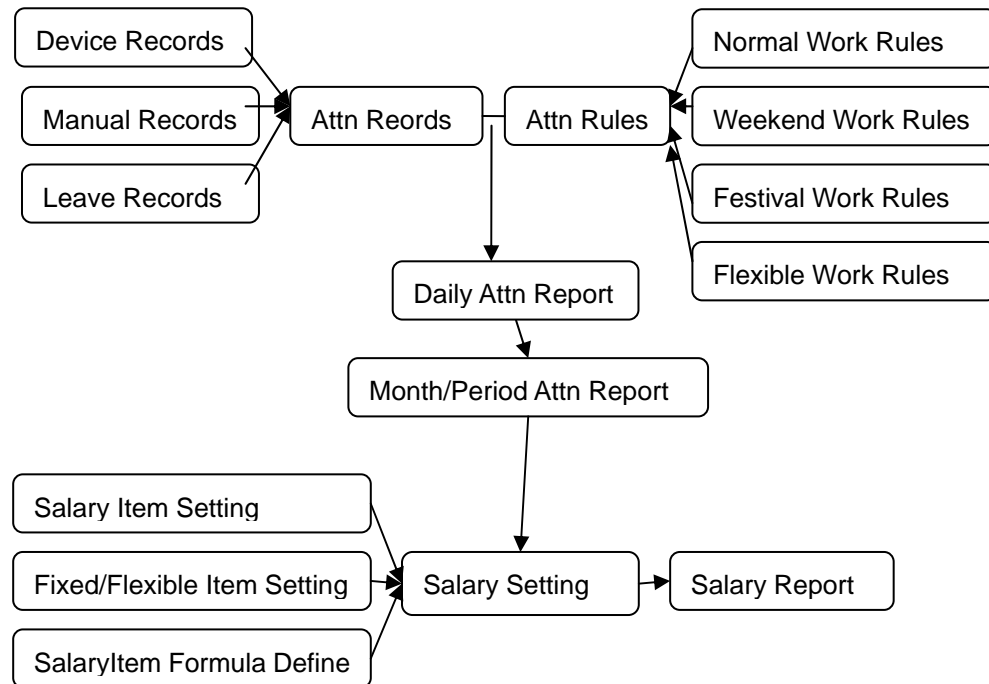 Device Records
Normal Work Rules
Manual Records
Attn Reords
Attn Rules
Weekend Work Rules
Leave Records
Festival Work Rules
Flexible Work Rules
Daily Attn Report
Month/Period Attn Report
Salary Item Setting
Fixed/Flexible Item Setting
Salary Setting
Salary Report
SalaryItem Formula Define